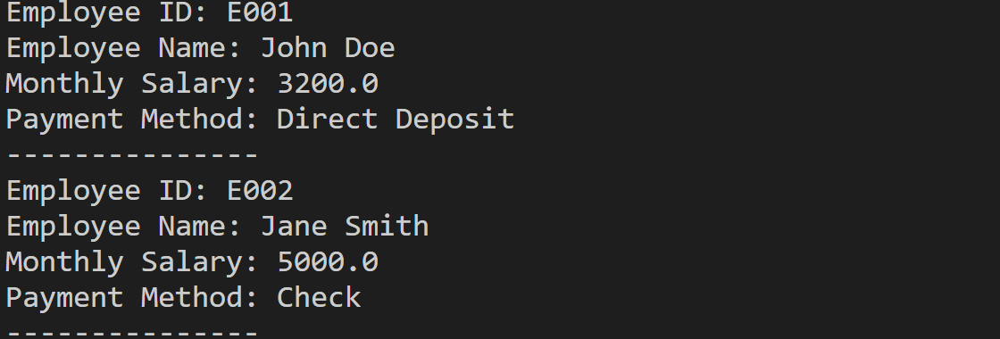 Employee ID: E001
Employee Name: John Doe
Monthly Salary: 3200.0
Payment Method: Direct Deposit
---------------
Employee ID: E002
Employee Name: Jane Smith
Monthly Salary: 5000.0
Payment Method: Check
---------------